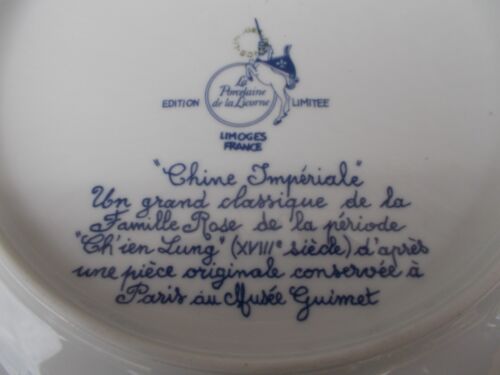 La
Porcelaine
de la Licorne
EDITION LIMITEE
LIMOGES
FRANCE
"Chine Impériale"
Un grand classique de la
Famille Rose de la période
"Ch'ien Lung" (XVIIIe siècle) d'après
une pièce originale conservée à
Paris au Musée Guimet